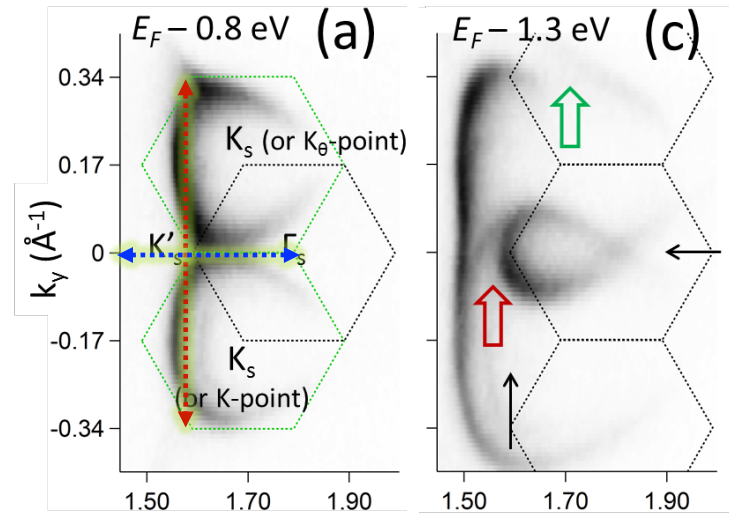 E_F – 0.8 eV (a)
E_F – 1.3 eV (c)
0.34
0.17
0
-0.17
-0.34
k_y (Å⁻¹)
K_s (or K_θ-point)
K'_s
Γ_s
K_s
(or K-point)
1.50 1.70 1.90
1.50 1.70 1.90